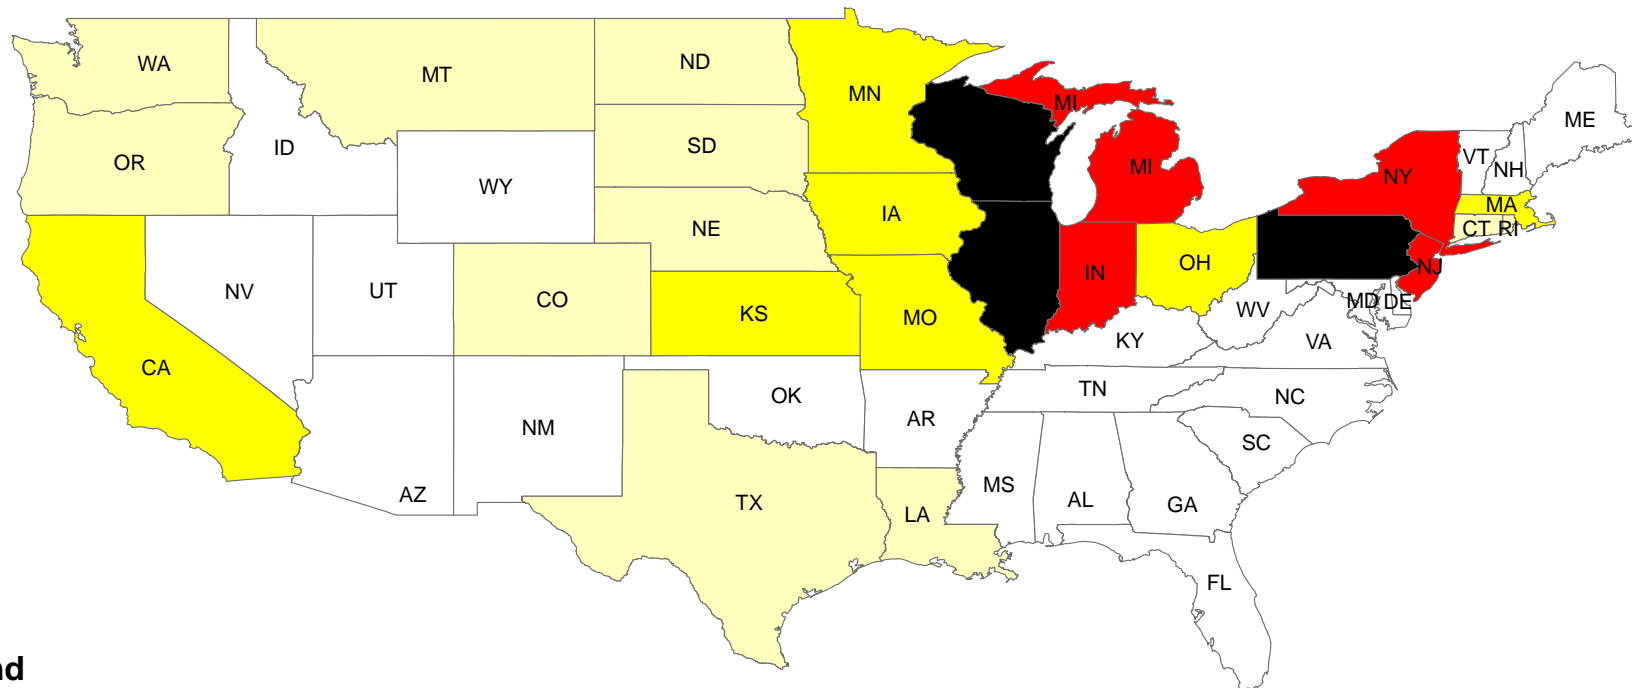 WA
MT
ND
MN
MI
ME
OR
ID
SD
MI
VT
NH
NY
WY
IA
MA
NE
CT
RI
NV
UT
CO
OH
IN
NJ
KS
MO
WV
MD
DE
CA
KY
VA
OK
AR
TN
NC
NM
SC
AZ
TX
LA
MS
AL
GA
FL
nd